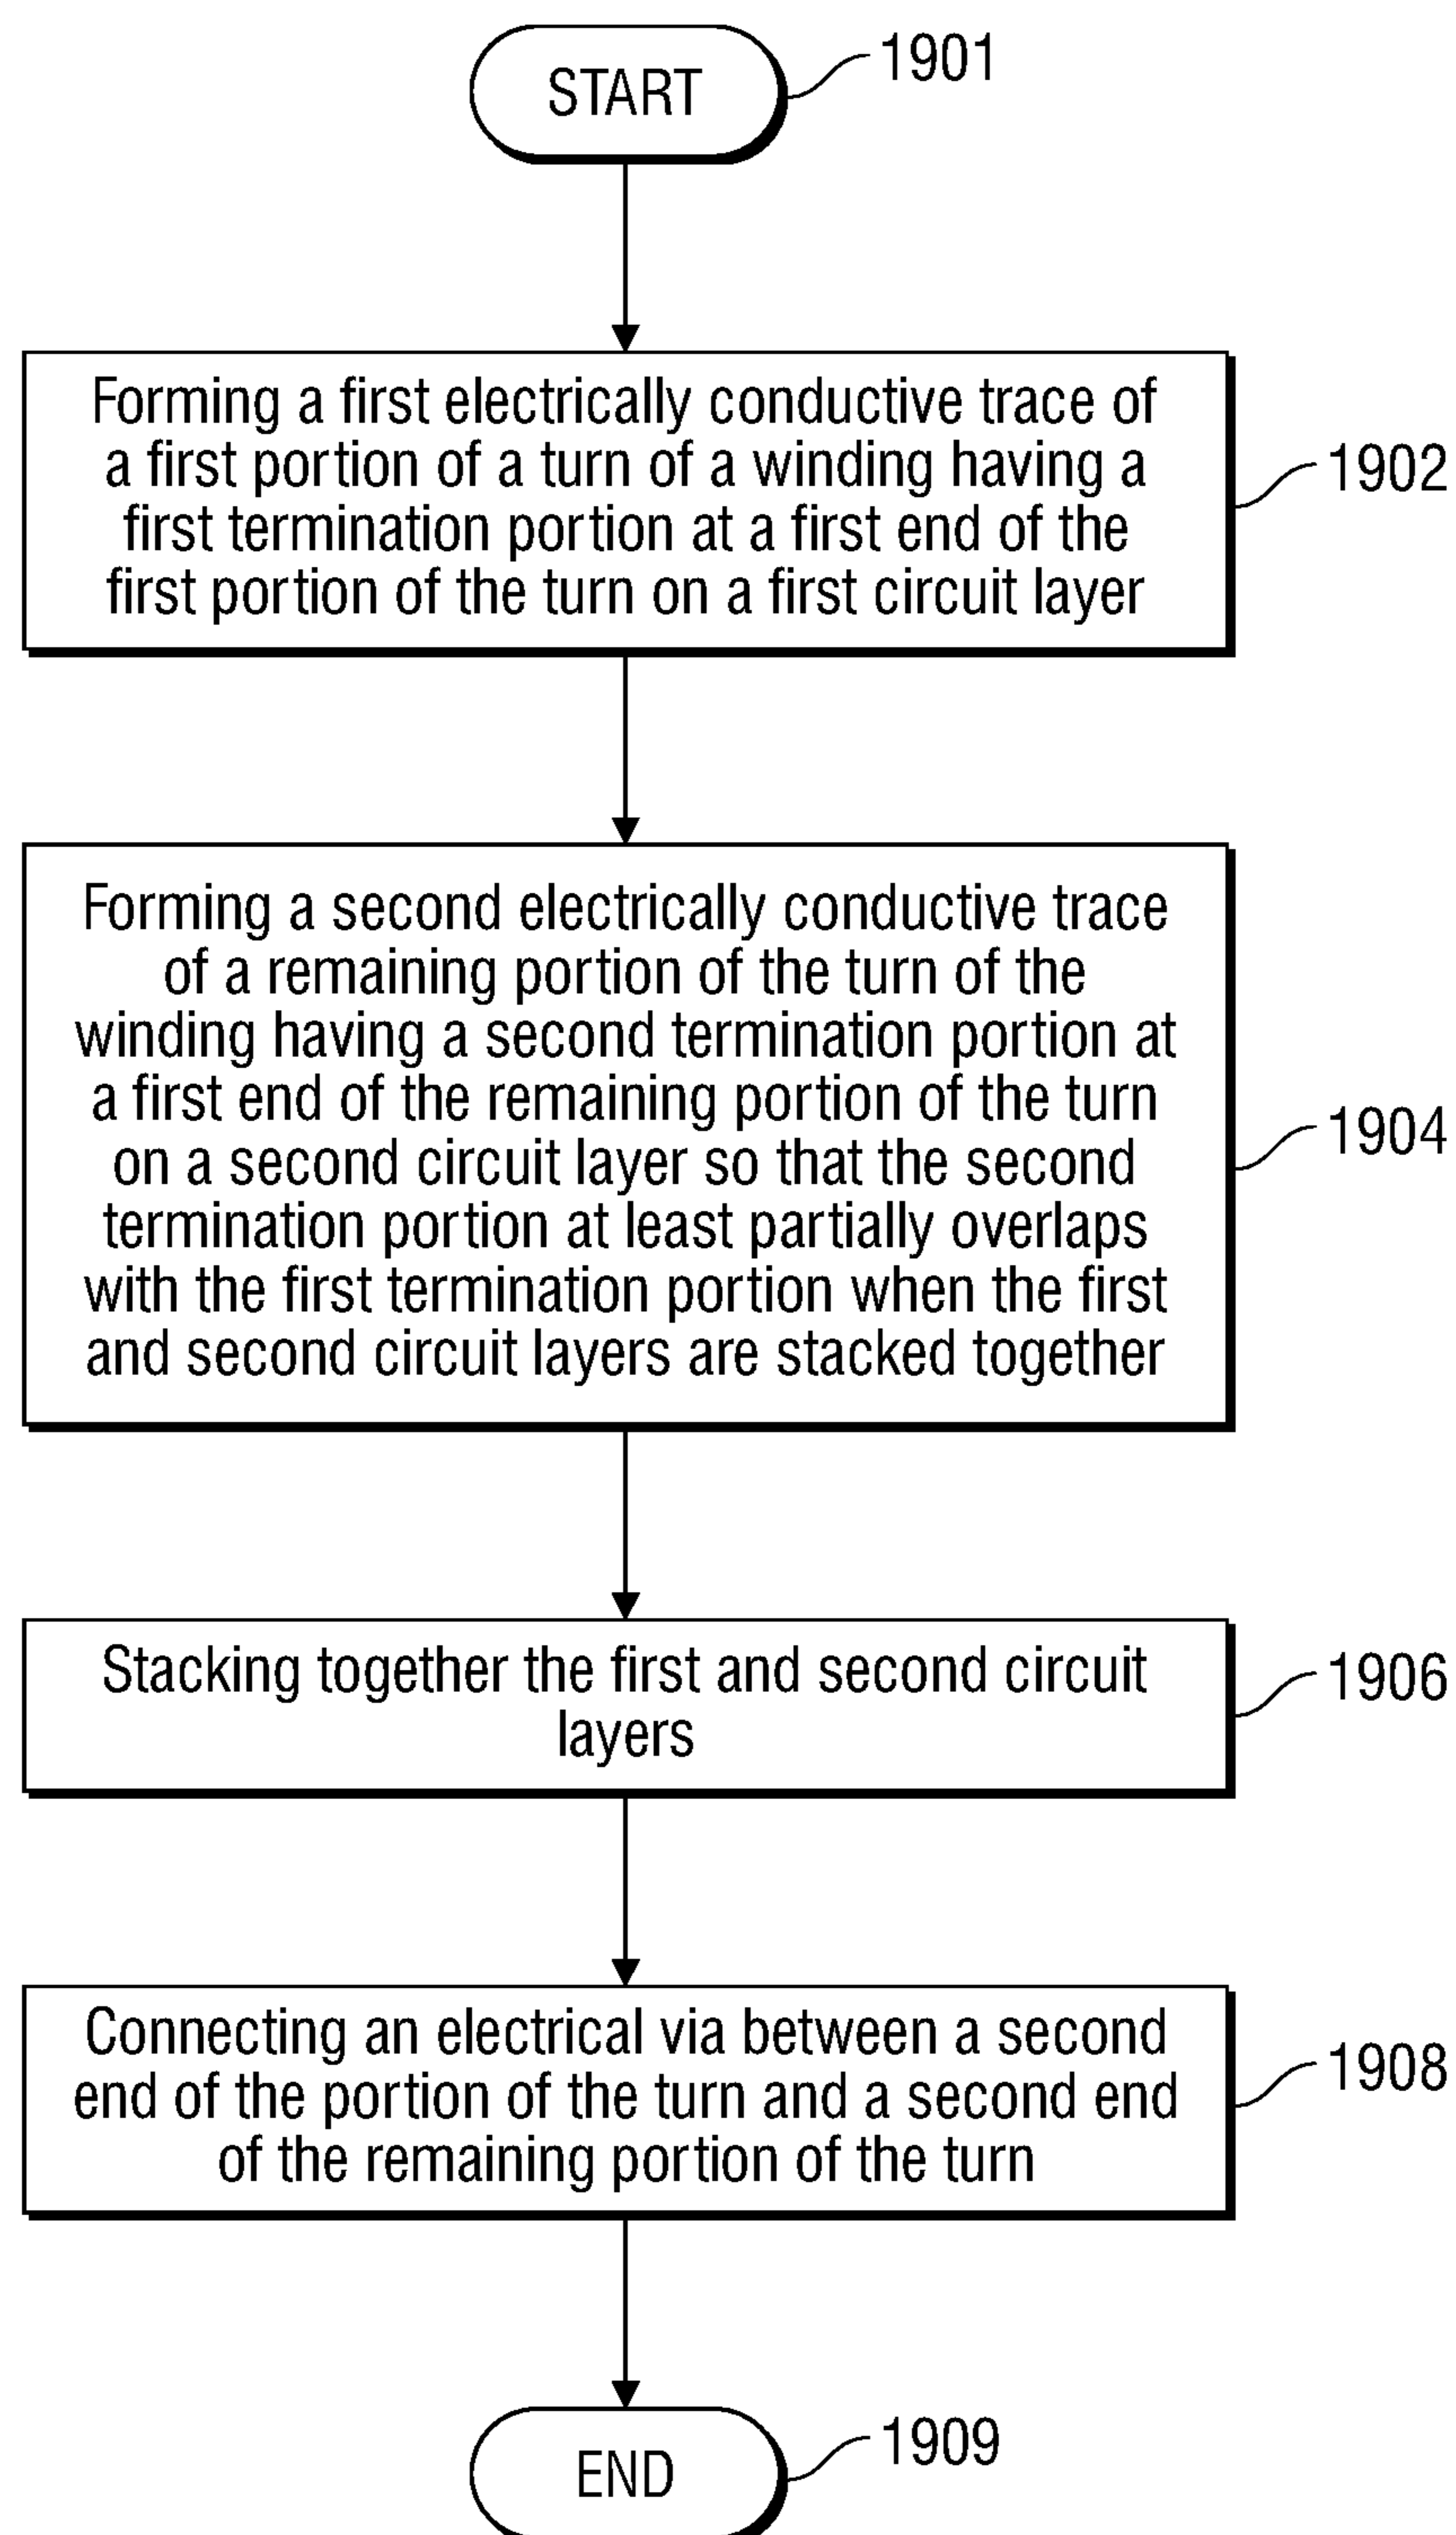 START
1901
Forming a first electrically conductive trace of
a first portion of a turn of a winding having a
first termination portion at a first end of the
first portion of the turn on a first circuit layer
1902
Forming a second electrically conductive trace
of a remaining portion of the turn of the
winding having a second termination portion at
a first end of the remaining portion of the turn
on a second circuit layer so that the second
termination portion at least partially overlaps
with the first termination portion when the first
and second circuit layers are stacked together
1904
Stacking together the first and second circuit
layers
1906
Connecting an electrical via between a second
end of the portion of the turn and a second end
of the remaining portion of the turn
1908
END
1909